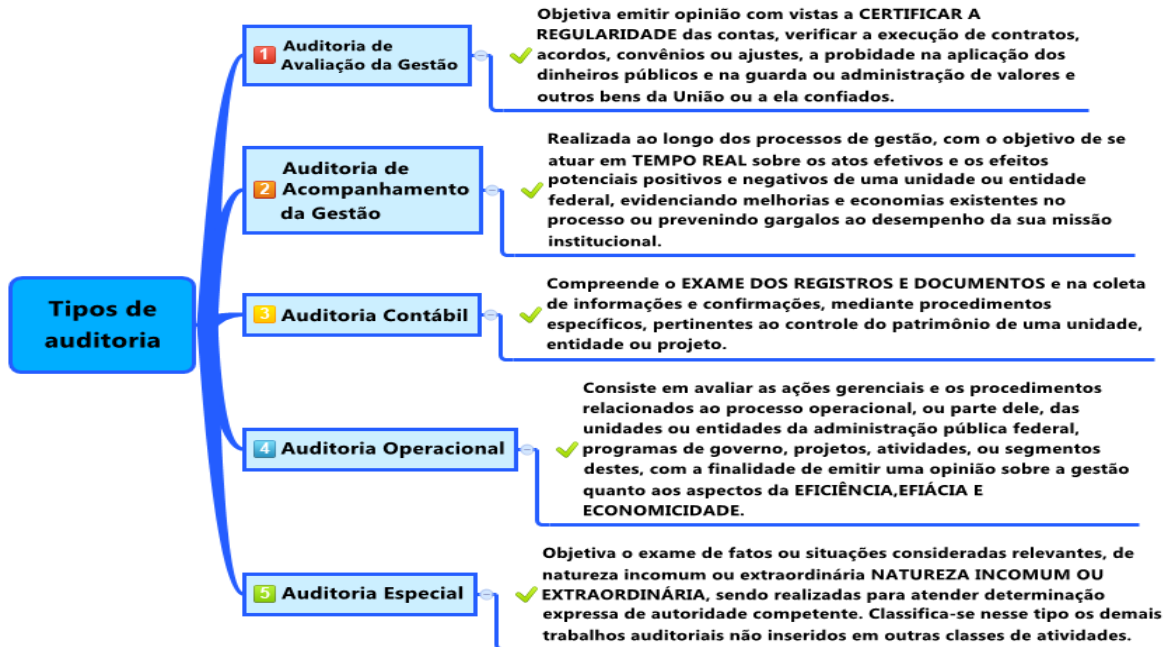 Tipos de
auditoria
1 Auditoria de
Avaliação da Gestão
Objetiva emitir opinião com vistas a CERTIFICAR A
REGULARIDADE das contas, verificar a execução de contratos,
acordos, convênios ou ajustes, a probidade na aplicação dos
dinheiros públicos e na guarda ou administração de valores e
outros bens da União ou a ela confiados.
2 Auditoria de
Acompanhamento
da Gestão
Realizada ao longo dos processos de gestão, com o objetivo de se
atuar em TEMPO REAL sobre os atos efetivos e os efeitos
potenciais positivos e negativos de uma unidade ou entidade
federal, evidenciando melhorias e economias existentes no
processo ou prevenindo gargalos ao desempenho da sua missão
institucional.
3 Auditoria Contábil
Compreende o EXAME DOS REGISTROS E DOCUMENTOS e na coleta
de informações e confirmações, mediante procedimentos
específicos, pertinentes ao controle do patrimônio de uma unidade,
entidade ou projeto.
4 Auditoria Operacional
Consiste em avaliar as ações gerenciais e os procedimentos
relacionados ao processo operacional, ou parte dele, das
unidades ou entidades da administração pública federal,
programas de governo, projetos, atividades, ou segmentos
destes, com a finalidade de emitir uma opinião sobre a gestão
quanto aos aspectos da EFICIÊNCIA,EFIÁCIA E
ECONOMICIDADE.
5 Auditoria Especial
Objetiva o exame de fatos ou situações consideradas relevantes, de
natureza incomum ou extraordinária NATUREZA INCOMUM OU
EXTRAORDINÁRIA, sendo realizadas para atender determinação
expressa de autoridade competente. Classifica-se nesse tipo os demais
trabalhos auditoriais não inseridos em outras classes de atividades.